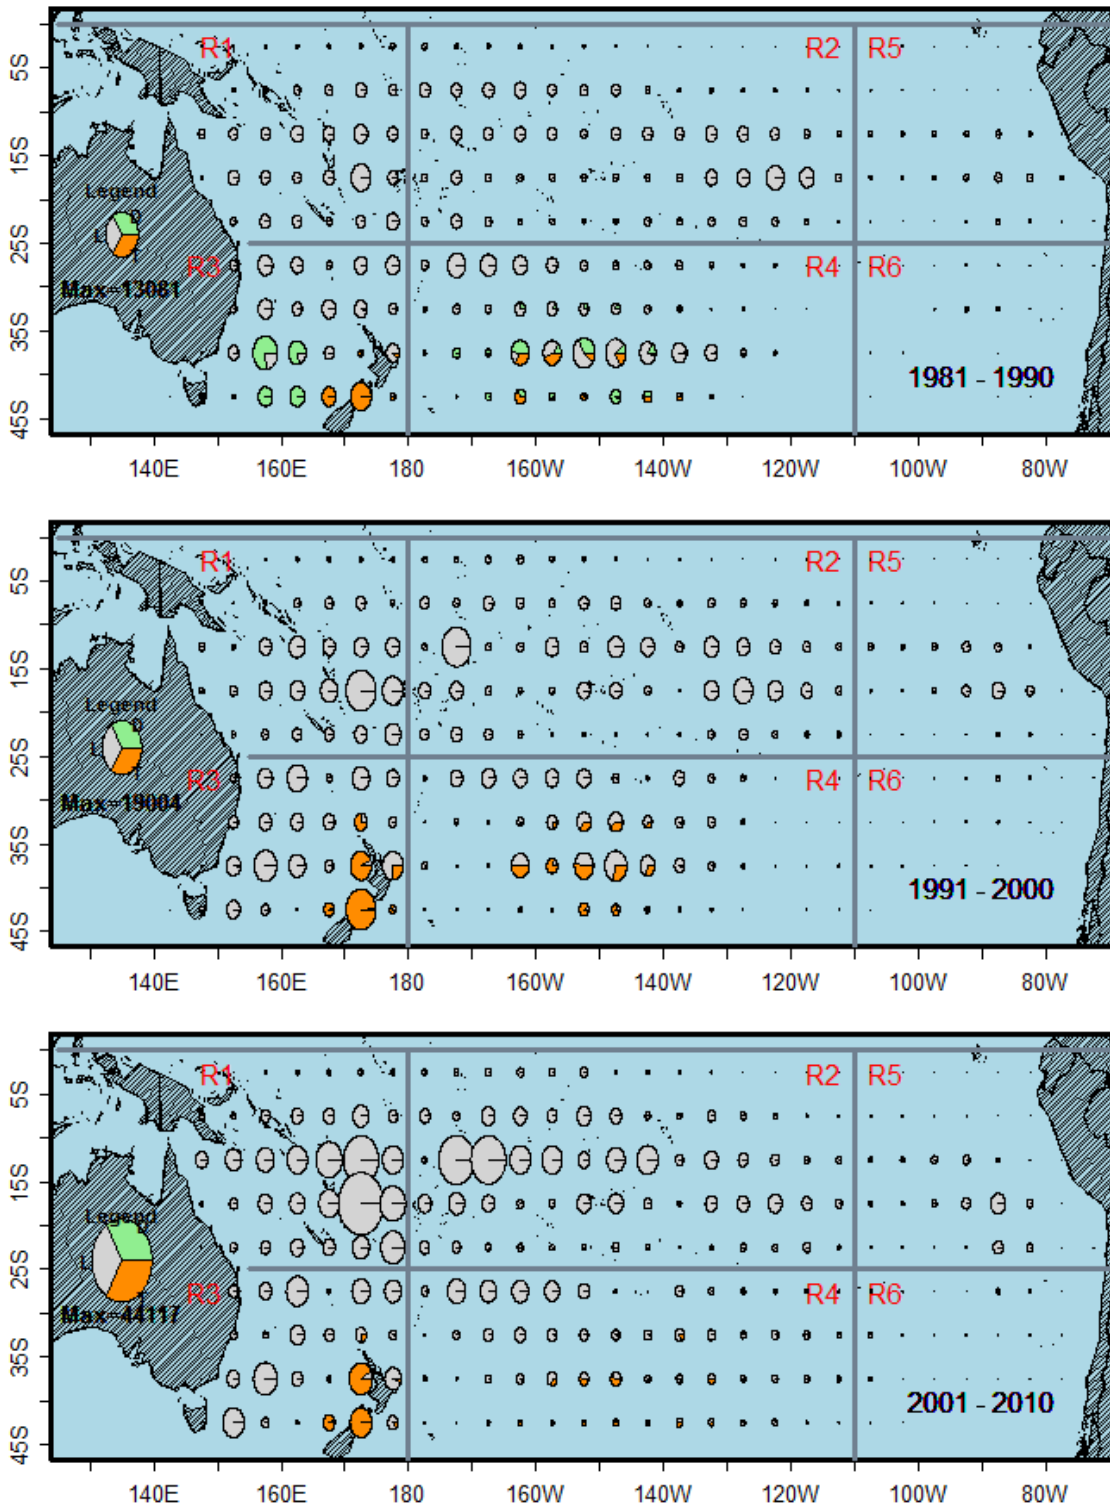 R1 R2 R5
5S
15S
Legend
D
L
T
25S
R3 R4 R6
Max=13081
35S
1981 - 1990
45S
140E 160E 180 160W 140W 120W 100W 80W
R1 R2 R5
5S
15S
Legend
D
L
T
25S
R3 R4 R6
Max=19004
35S
1991 - 2000
45S
140E 160E 180 160W 140W 120W 100W 80W
R1 R2 R5
5S
15S
Legend
L
25S
R3 R4 R6
Max=44117
35S
2001 - 2010
45S
140E 160E 180 160W 140W 120W 100W 80W